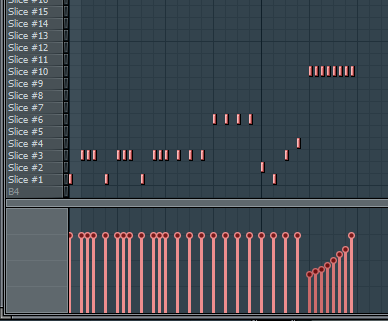 Slice #16
Slice #15
Slice #14
Slice #13
Slice #12
Slice #11
Slice #10
Slice #9
Slice #8
Slice #7
Slice #6
Slice #5
Slice #4
Slice #3
Slice #2
Slice #1
B4